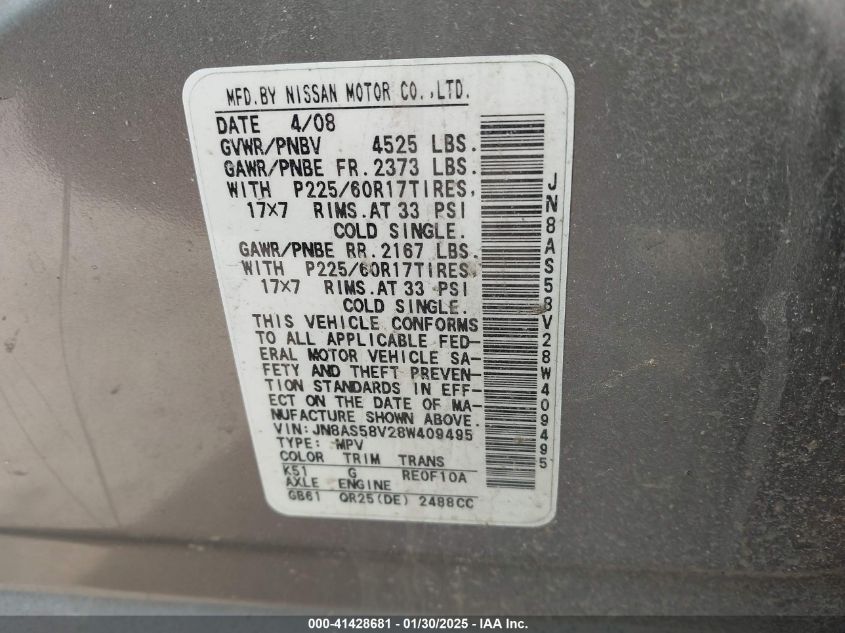 MFD.BY NISSAN MOTOR CO.,LTD.
DATE 4/08
GVWR/PNBV 4525 LBS.
GAWR/PNBE FR. 2373 LBS.
WITH P225/60R17TIRES,
17×7 RIMS.AT 33 PSI
COLD SINGLE.
GAWR/PNBE RR. 2167 LBS.
WITH P225/60R17TIRES,
17×7 RIMS.AT 33 PSI
COLD SINGLE.
THIS VEHICLE CONFORMS
TO ALL APPLICABLE FED-
ERAL MOTOR VEHICLE SA-
FETY AND THEFT PREVEN-
TION STANDARDS IN EFF-
ECT ON THE DATE OF MA-
NUFACTURE SHOWN ABOVE.
VIN:JN8AS58V28W409495
TYPE: MPV
COLOR TRIM TRANS
K51 G RE0F10A
AXLE ENGINE
GB61 QR25(DE) 2488CC
JN8AS58V28W409495
000-41428681 - 01/30/2025 - IAA Inc.